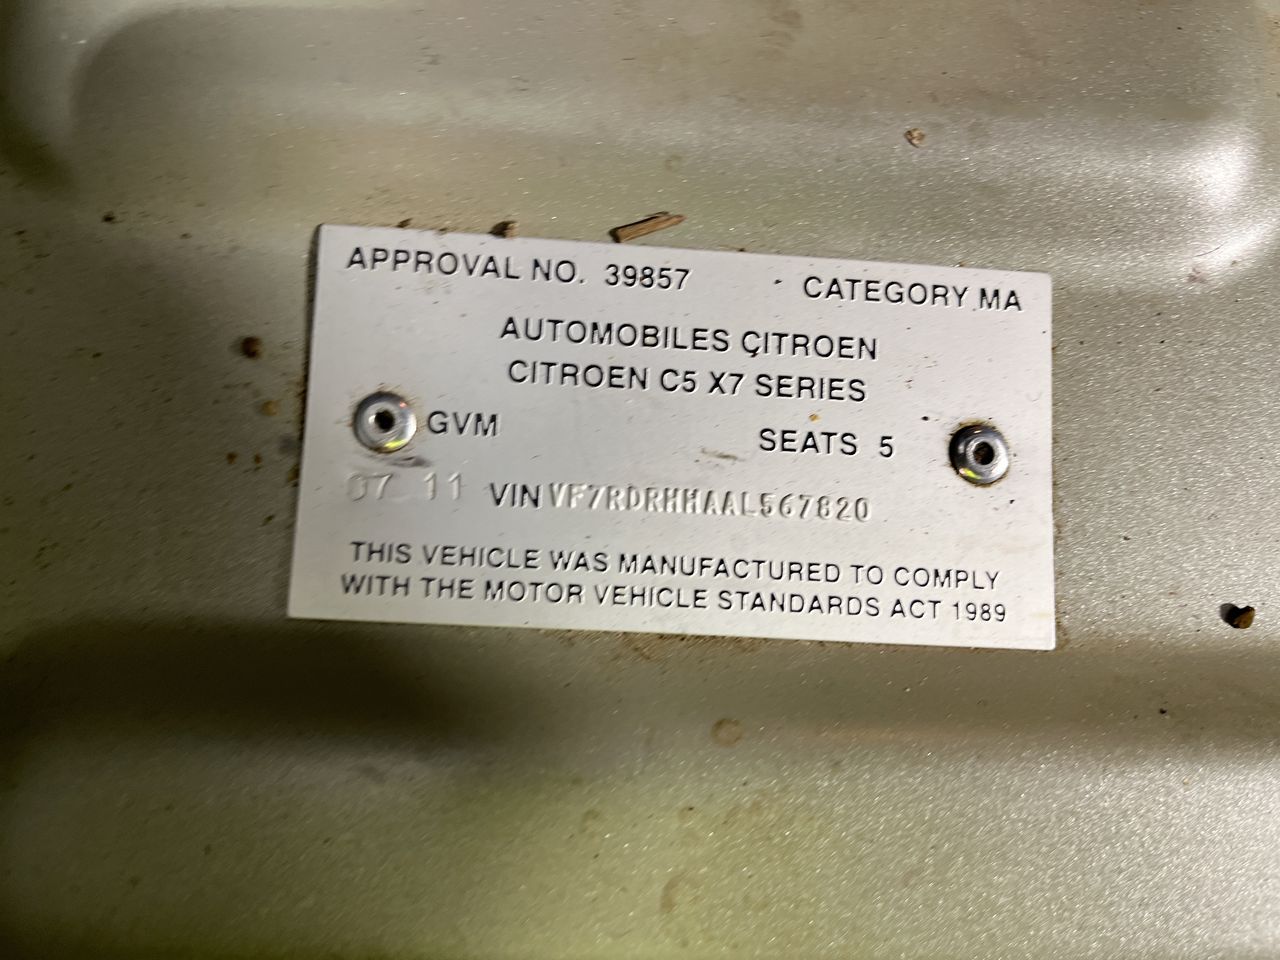 APPROVAL NO. 39857 CATEGORY MA
AUTOMOBILES CITROEN
CITROEN C5 X7 SERIES
GVM SEATS 5
07 11 VIN VF7RDRHHAAL567820
THIS VEHICLE WAS MANUFACTURED TO COMPLY
WITH THE MOTOR VEHICLE STANDARDS ACT 1989